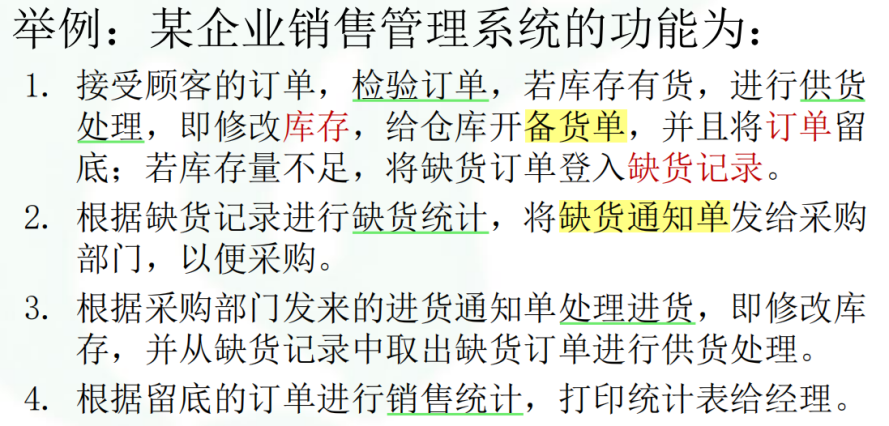 举例：某企业销售管理系统的功能为：
1. 接受顾客的订单，检验订单，若库存有货，进行供货
处理，即修改库存，给仓库开备货单，并且将订单留
底；若库存量不足，将缺货订单登入缺货记录。
2. 根据缺货记录进行缺货统计，将缺货通知单发给采购
部门，以便采购。
3. 根据采购部门发来的进货通知单处理进货，即修改库
存，并从缺货记录中取出缺货订单进行供货处理。
4. 根据留底的订单进行销售统计，打印统计表给经理。